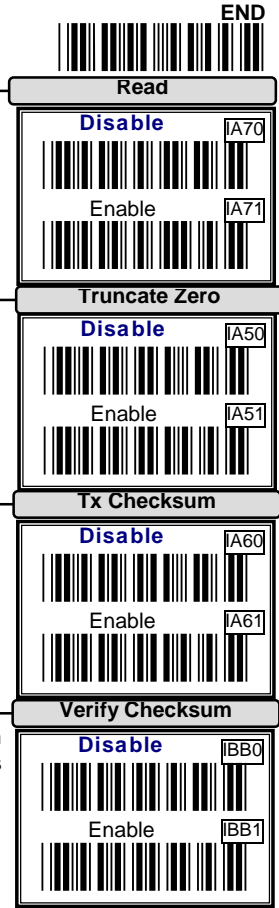 END
Read
Disable
IA70
Enable
IA71
Truncate Zero
Disable
IA50
Enable
IA51
Tx Checksum
Disable
IA60
Enable
IA61
Verify Checksum
Disable
IBB0
Enable
IBB1